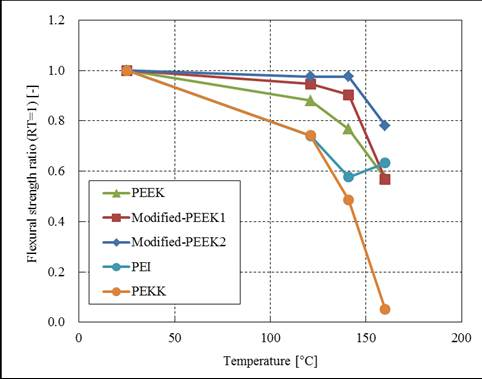 1.2
1.0
0.8
0.6
0.4
0.2
0.0
Flexural strength ratio (RT=1) [-]
PEEK
Modified-PEEK1
Modified-PEEK2
PEI
PEKK
0 50 100 150 200
Temperature [°C]